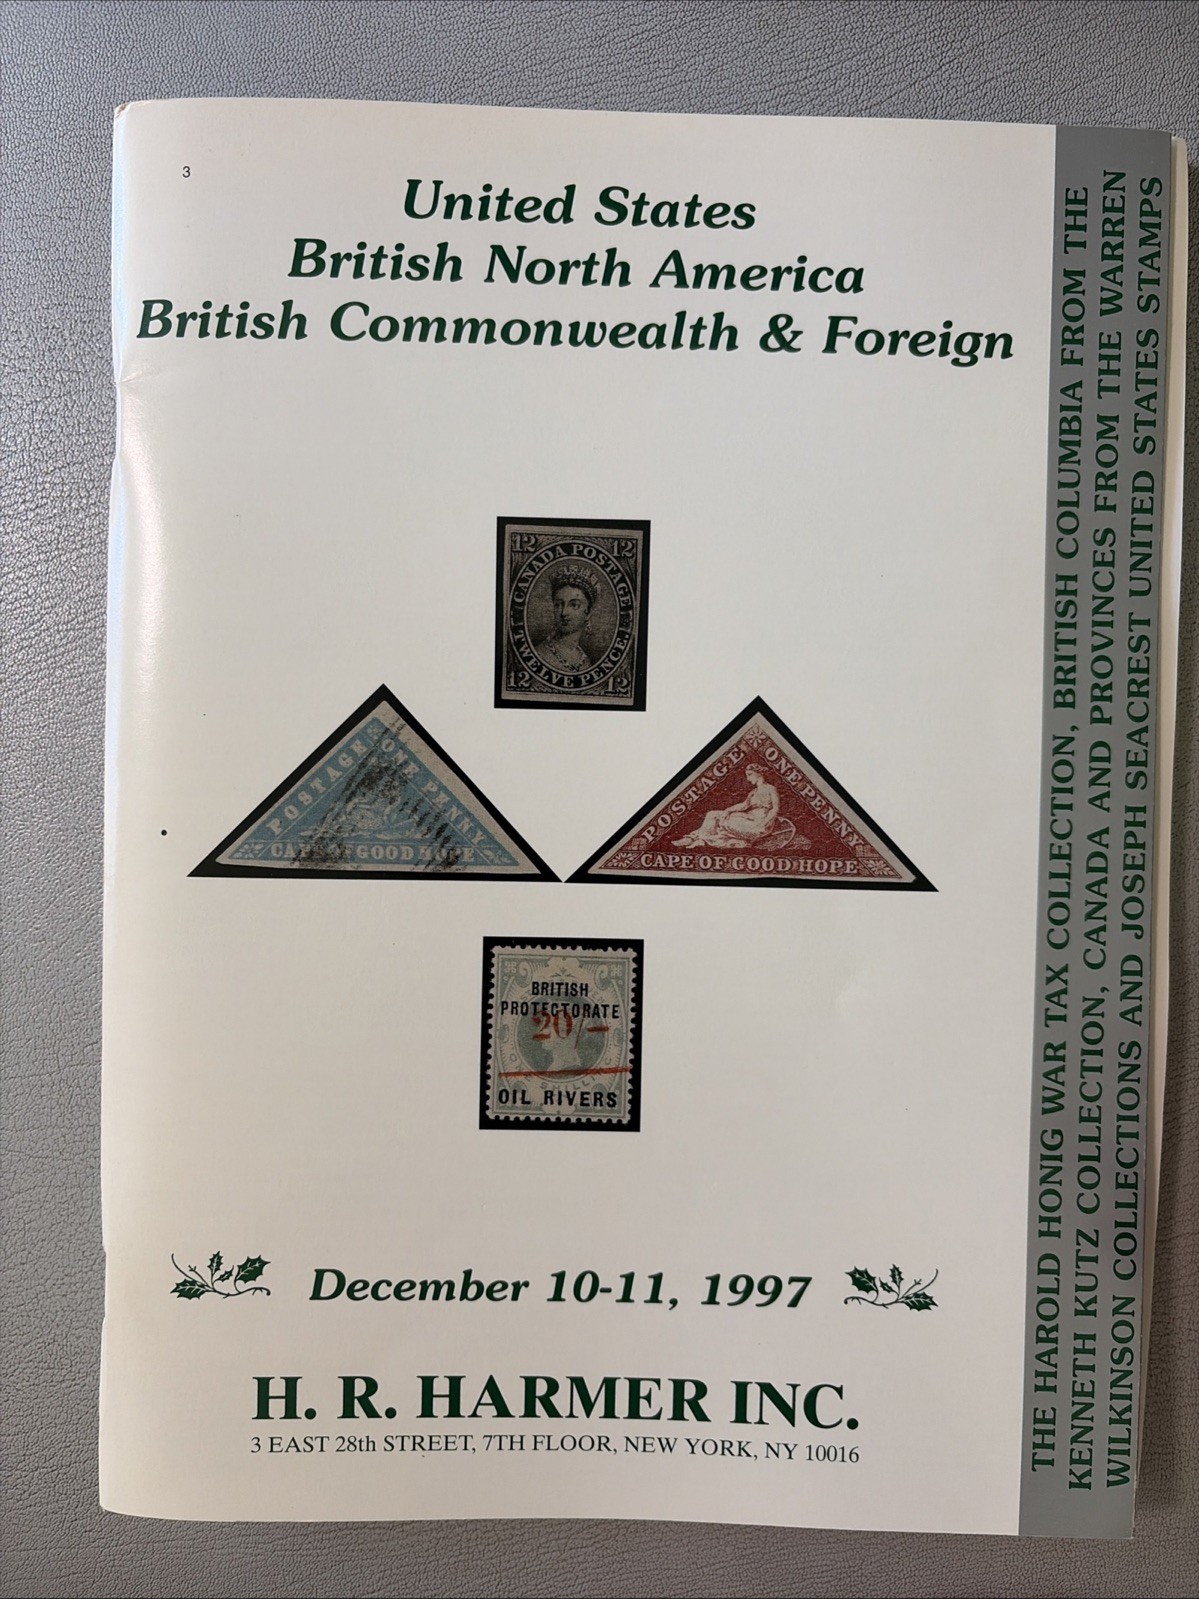 3
United States
British North America
British Commonwealth & Foreign
12 12
CANADA POSTAGE
TWELVE PENCE.
12 12
POSTAGE ONE PENNY
CAPE OF GOOD HOPE
POSTAGE ONE PENNY
CAPE OF GOOD HOPE
BRITISH
PROTECTORATE
20/-
SHILLING
OIL RIVERS
December 10-11, 1997
H. R. HARMER INC.
3 EAST 28th STREET, 7TH FLOOR, NEW YORK, NY 10016
THE HAROLD HONIG WAR TAX COLLECTION, BRITISH COLUMBIA FROM THE
KENNETH KUTZ COLLECTION, CANADA AND PROVINCES FROM THE WARREN
WILKINSON COLLECTIONS AND JOSEPH SEACREST UNITED STATES STAMPS